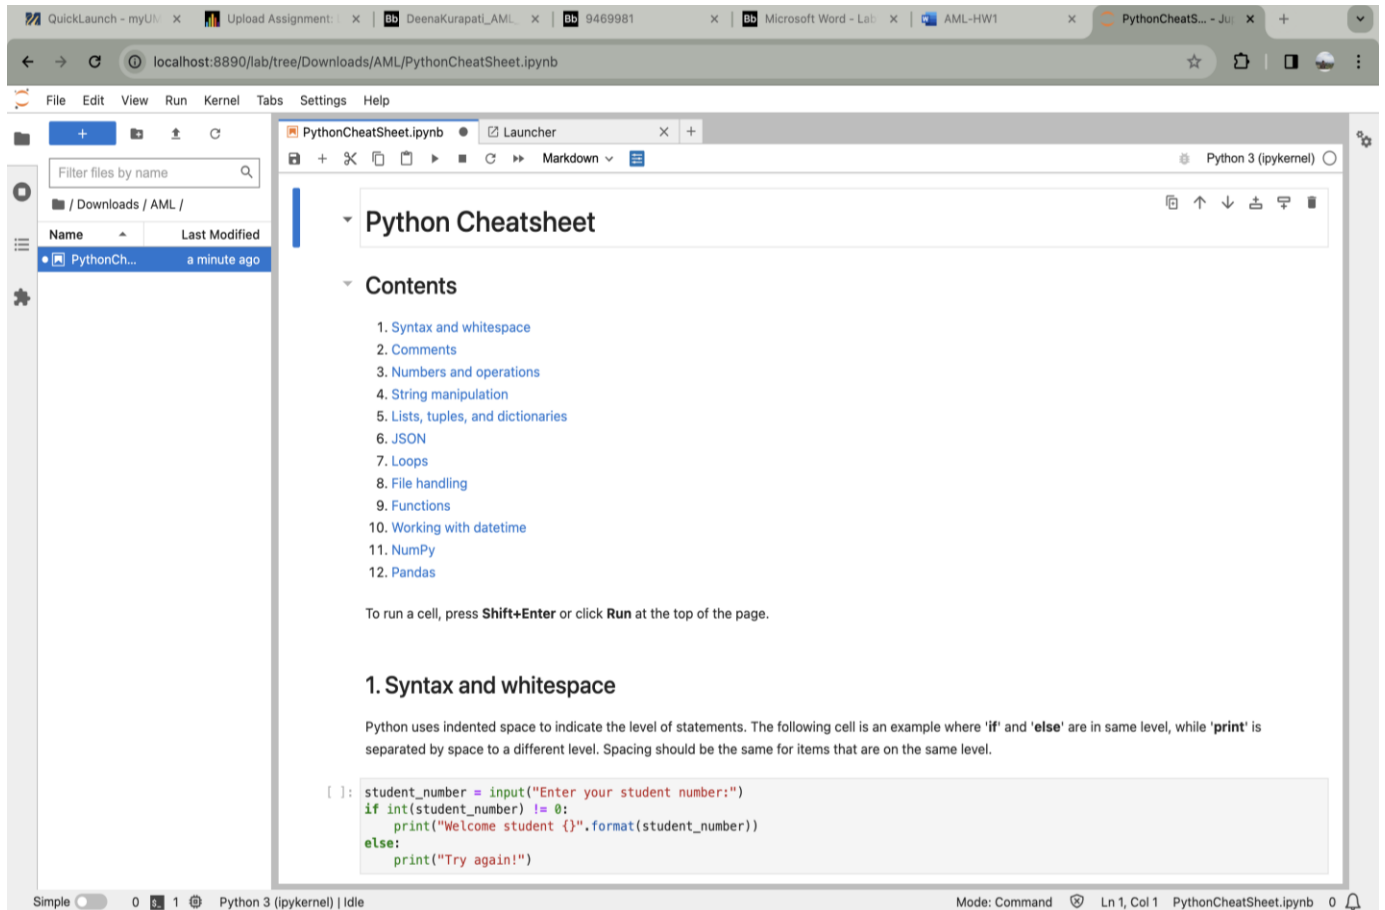 QuickLaunch - myUM
Upload Assignment:
Bb DeenaKurapati_AML_
Bb 9469981
Bb Microsoft Word - Lab
AML-HW1
PythonCheatS... - Ju
localhost:8890/lab/tree/Downloads/AML/PythonCheatSheet.ipynb
File Edit View Run Kernel Tabs Settings Help
PythonCheatSheet.ipynb
Launcher
Markdown
Python 3 (ipykernel)
Filter files by name
/ Downloads / AML /
Name
Last Modified
PythonCh...
a minute ago
Python Cheatsheet
Contents
1. Syntax and whitespace
2. Comments
3. Numbers and operations
4. String manipulation
5. Lists, tuples, and dictionaries
6. JSON
7. Loops
8. File handling
9. Functions
10. Working with datetime
11. NumPy
12. Pandas
To run a cell, press Shift+Enter or click Run at the top of the page.
1. Syntax and whitespace
Python uses indented space to indicate the level of statements. The following cell is an example where 'if' and 'else' are in same level, while 'print' is
separated by space to a different level. Spacing should be the same for items that are on the same level.
[ ]: student_number = input("Enter your student number:")
if int(student_number) != 0:
    print("Welcome student {}".format(student_number))
else:
    print("Try again!")
Simple 0 $_ 1 Python 3 (ipykernel) | Idle
Mode: Command Ln 1, Col 1 PythonCheatSheet.ipynb 0